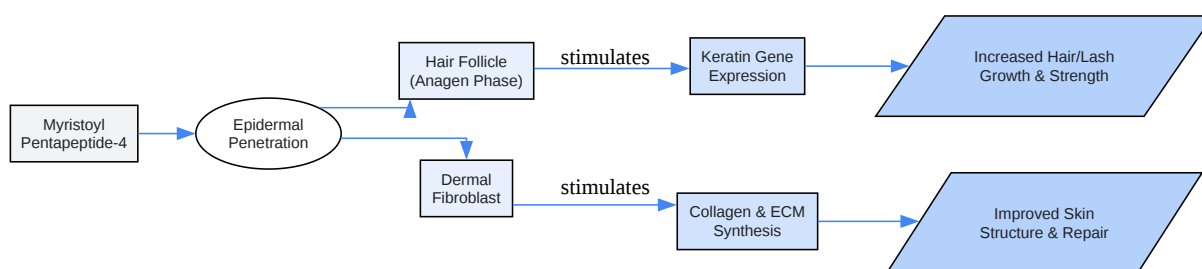 Myristoyl
Pentapeptide-4
Epidermal
Penetration
Hair Follicle
(Anagen Phase)
stimulates
Keratin Gene
Expression
Increased Hair/Lash
Growth & Strength
Dermal
Fibroblast
stimulates
Collagen & ECM
Synthesis
Improved Skin
Structure & Repair